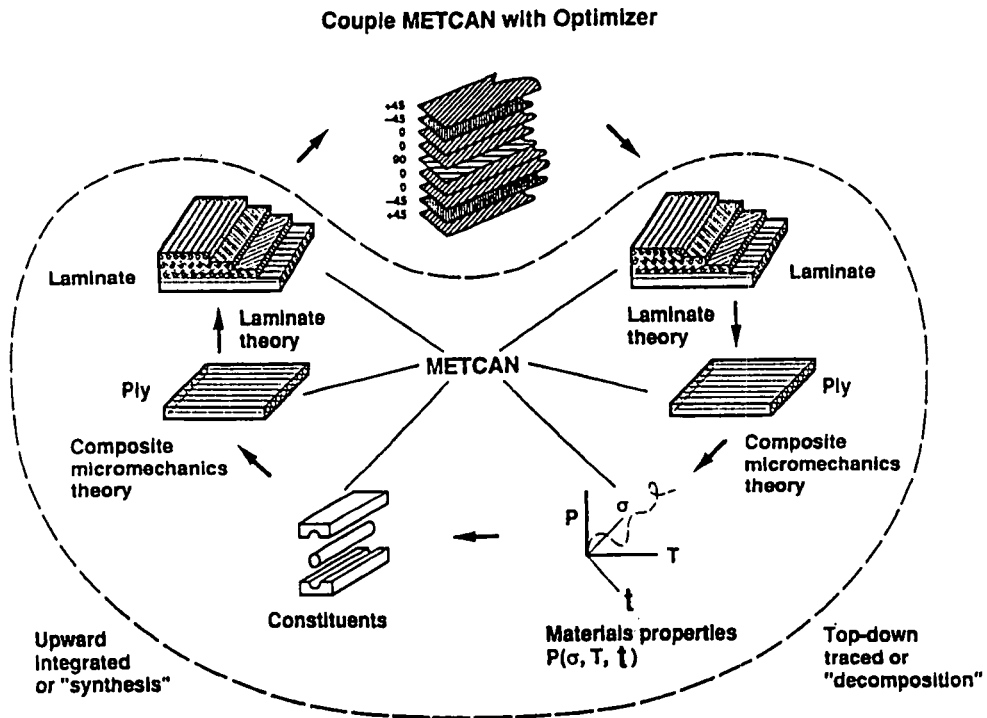 Couple METCAN with Optimizer
+45
−45
0
0
90
0
0
−45
+45
Laminate
Laminate
theory
Ply
Composite
micromechanics
theory
Constituents
METCAN
Laminate
Laminate
theory
Ply
Composite
micromechanics
theory
P
σ
T
t
Materials properties
P(σ, T, t)
Upward
integrated
or "synthesis"
Top-down
traced or
"decomposition"